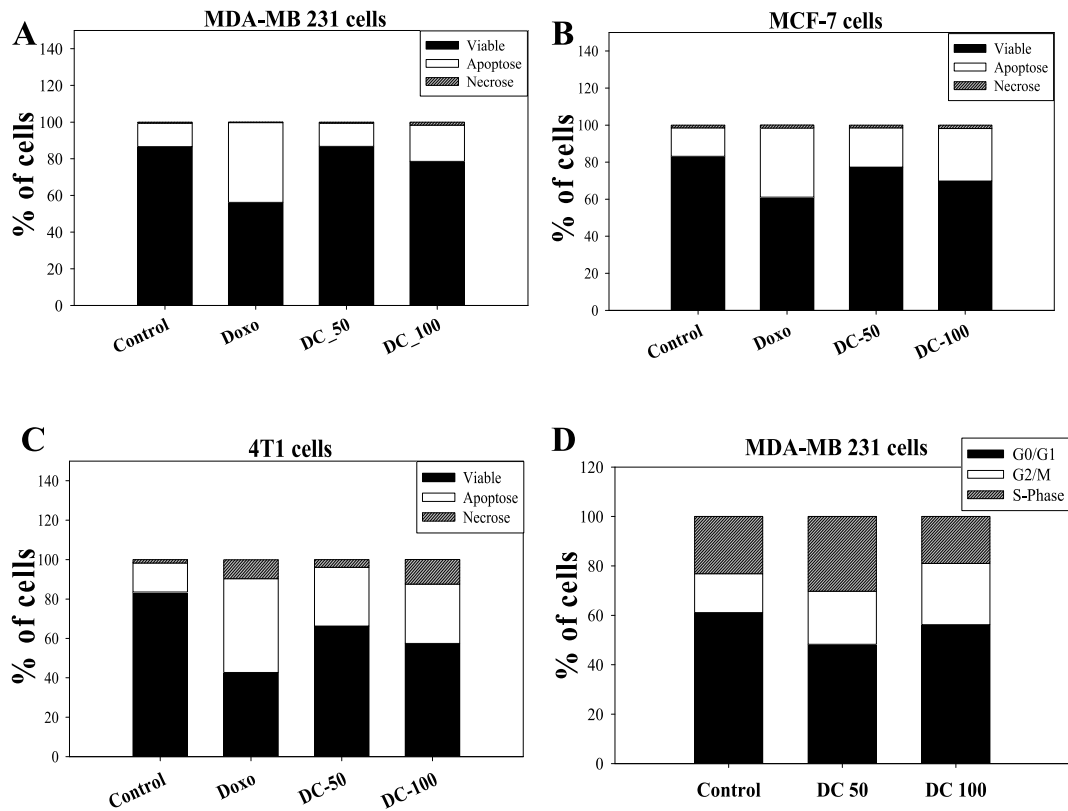 A
MDA-MB 231 cells
Viable
Apoptose
Necrose
% of cells
140
120
100
80
60
40
20
0
Control
Doxo
DC_50
DC_100
B
MCF-7 cells
Viable
Apoptose
Necrose
% of cells
140
120
100
80
60
40
20
0
Control
Doxo
DC-50
DC-100
C
4T1 cells
Viable
Apoptose
Necrose
% of cells
140
120
100
80
60
40
20
0
Control
Doxo
DC-50
DC-100
D
MDA-MB 231 cells
G0/G1
G2/M
S-Phase
% of cells
120
100
80
60
40
20
0
Control
DC 50
DC 100